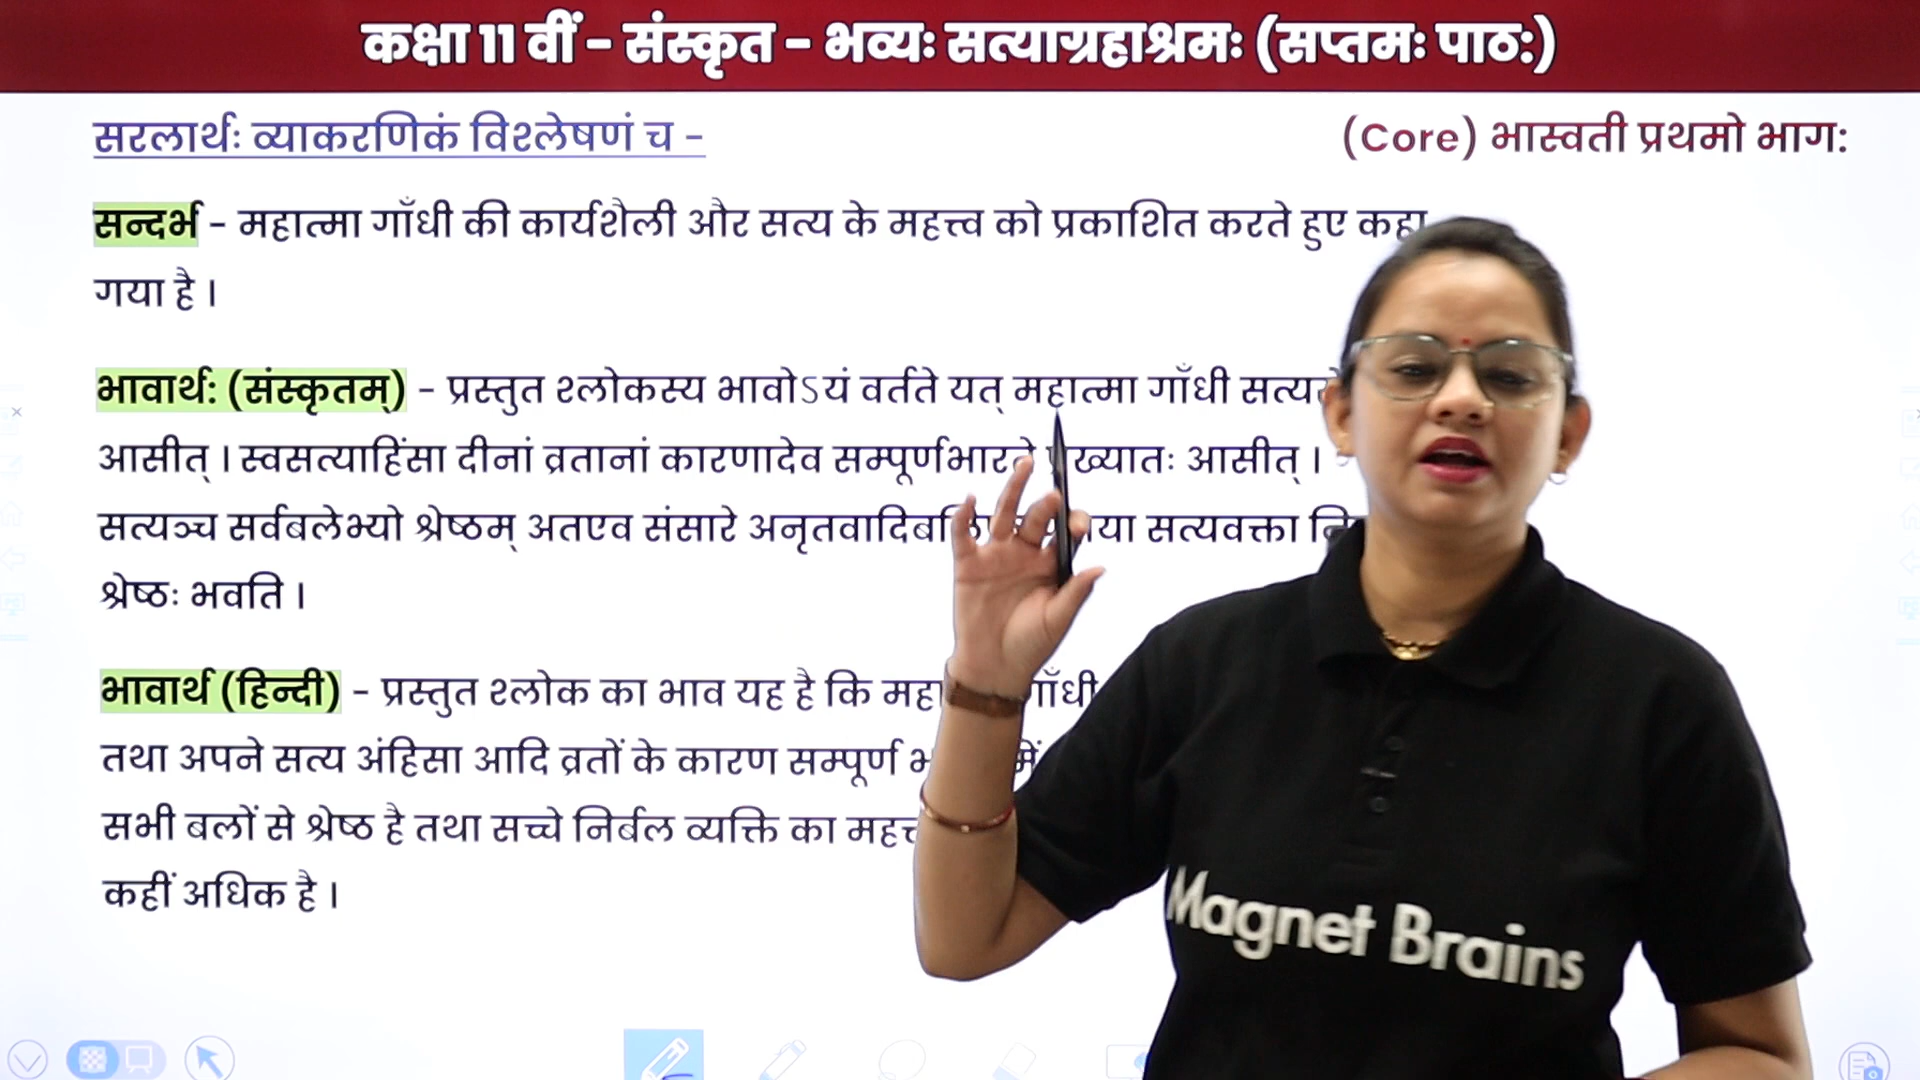 कक्षा 11 वीं - संस्कृत - भव्यः सत्याग्रहाश्रमः (सप्तमः पाठः)
सरलार्थः व्याकरणिकं विश्लेषणं च -
(Core) भास्वती प्रथमो भागः
सन्दर्भ - महात्मा गाँधी की कार्यशैली और सत्य के महत्त्व को प्रकाशित करते हुए कहा
गया है ।
भावार्थः (संस्कृतम्) - प्रस्तुत श्लोकस्य भावोऽयं वर्तते यत् महात्मा गाँधी
आसीत् । स्वसत्याहिंसा दीनां व्रतानां कारणादेव सम्पूर्णभारते आसीत् ।
सत्यञ्च सर्वबलेभ्यो श्रेष्ठम् अतएव संसारे सत्यवक्ता
श्रेष्ठः भवति ।
भावार्थ (हिन्दी) - प्रस्तुत श्लोक का भाव यह है कि गाँधी
तथा अपने सत्य अंहिसा आदि व्रतों के कारण सम्पूर्ण में
सभी बलों से श्रेष्ठ है तथा सच्चे निर्बल व्यक्ति का
कहीं अधिक है ।
Magnet Brains